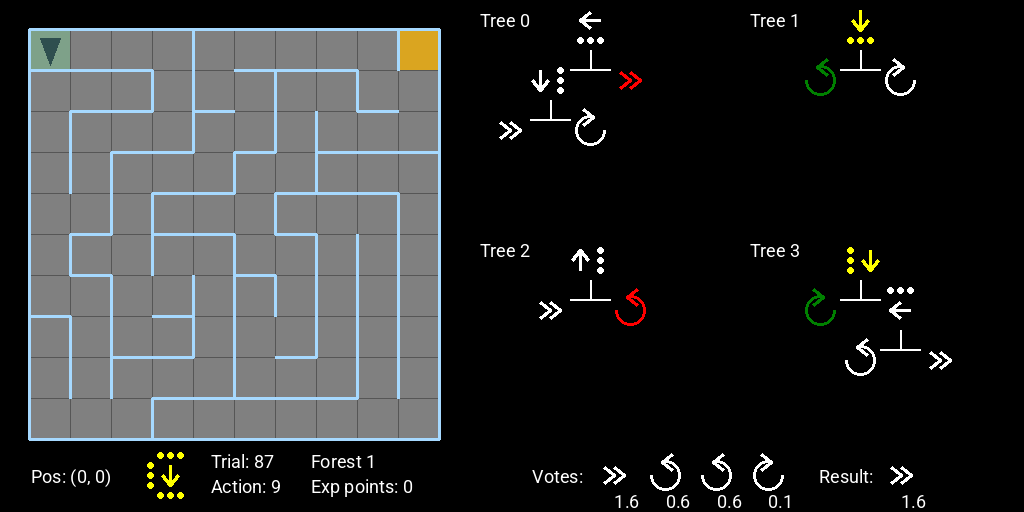 Tree 0
Tree 1
Tree 2
Tree 3
Pos: (0, 0)
Trial: 87
Forest 1
Action: 9
Exp points: 0
Votes:
Result:
1.6 0.6 0.6 0.1 1.6